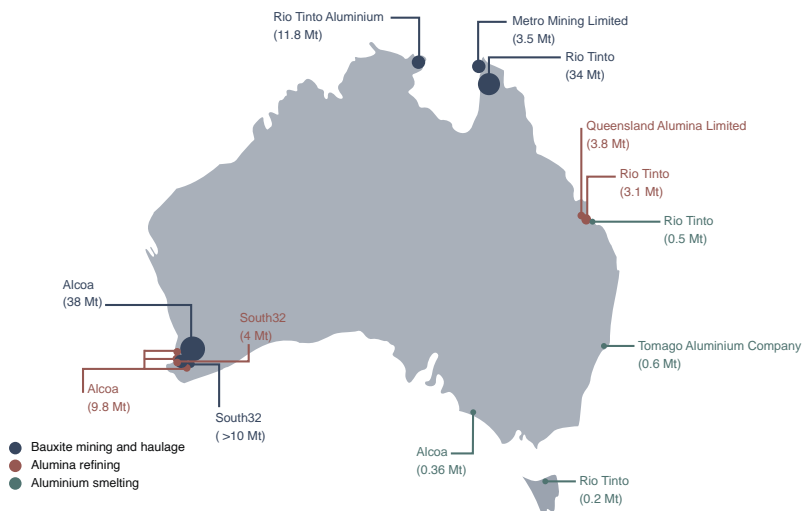 Rio Tinto Aluminium
(11.8 Mt)
Metro Mining Limited
(3.5 Mt)
Rio Tinto
(34 Mt)
Queensland Alumina Limited
(3.8 Mt)
Rio Tinto
(3.1 Mt)
Rio Tinto
(0.5 Mt)
Alcoa
(38 Mt)
South32
(4 Mt)
Tomago Aluminium Company
(0.6 Mt)
Alcoa
(9.8 Mt)
South32
( >10 Mt)
Alcoa
(0.36 Mt)
Rio Tinto
(0.2 Mt)
Bauxite mining and haulage
Alumina refining
Aluminium smelting